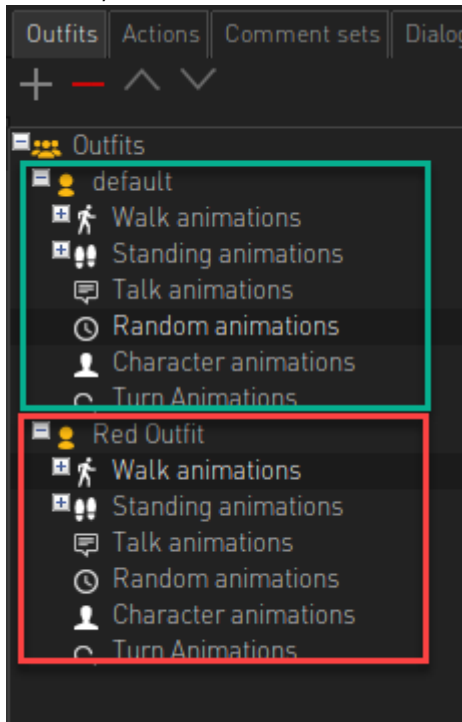 Outfits Actions Comment sets Dialog
Outfits
default
Walk animations
Standing animations
Talk animations
Random animations
Character animations
Turn Animations
Red Outfit
Walk animations
Standing animations
Talk animations
Random animations
Character animations
Turn Animations